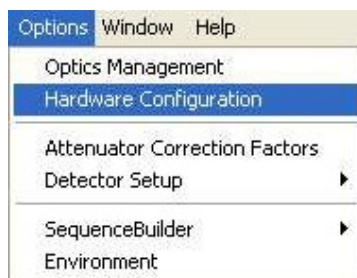 Options Window Help
Optics Management
Hardware Configuration
Attenuator Correction Factors
Detector Setup
SequenceBuilder
Environment